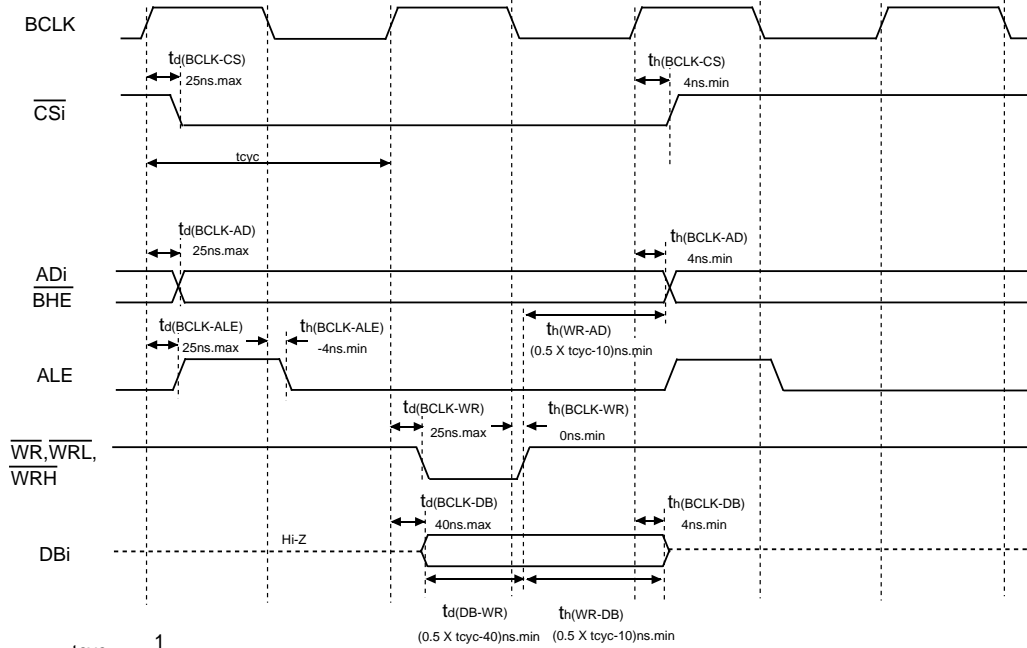 BCLK
td(BCLK-CS)
25ns.max
th(BCLK-CS)
4ns.min
CSi
tcyc
td(BCLK-AD)
25ns.max
th(BCLK-AD)
4ns.min
ADi
BHE
td(BCLK-ALE)
25ns.max
th(BCLK-ALE)
-4ns.min
th(WR-AD)
(0.5 X tcyc-10)ns.min
ALE
td(BCLK-WR)
25ns.max
th(BCLK-WR)
0ns.min
WR,WRL,
WRH
td(BCLK-DB)
40ns.max
th(BCLK-DB)
4ns.min
Hi-Z
DBi
td(DB-WR)
(0.5 X tcyc-40)ns.min
th(WR-DB)
(0.5 X tcyc-10)ns.min
1